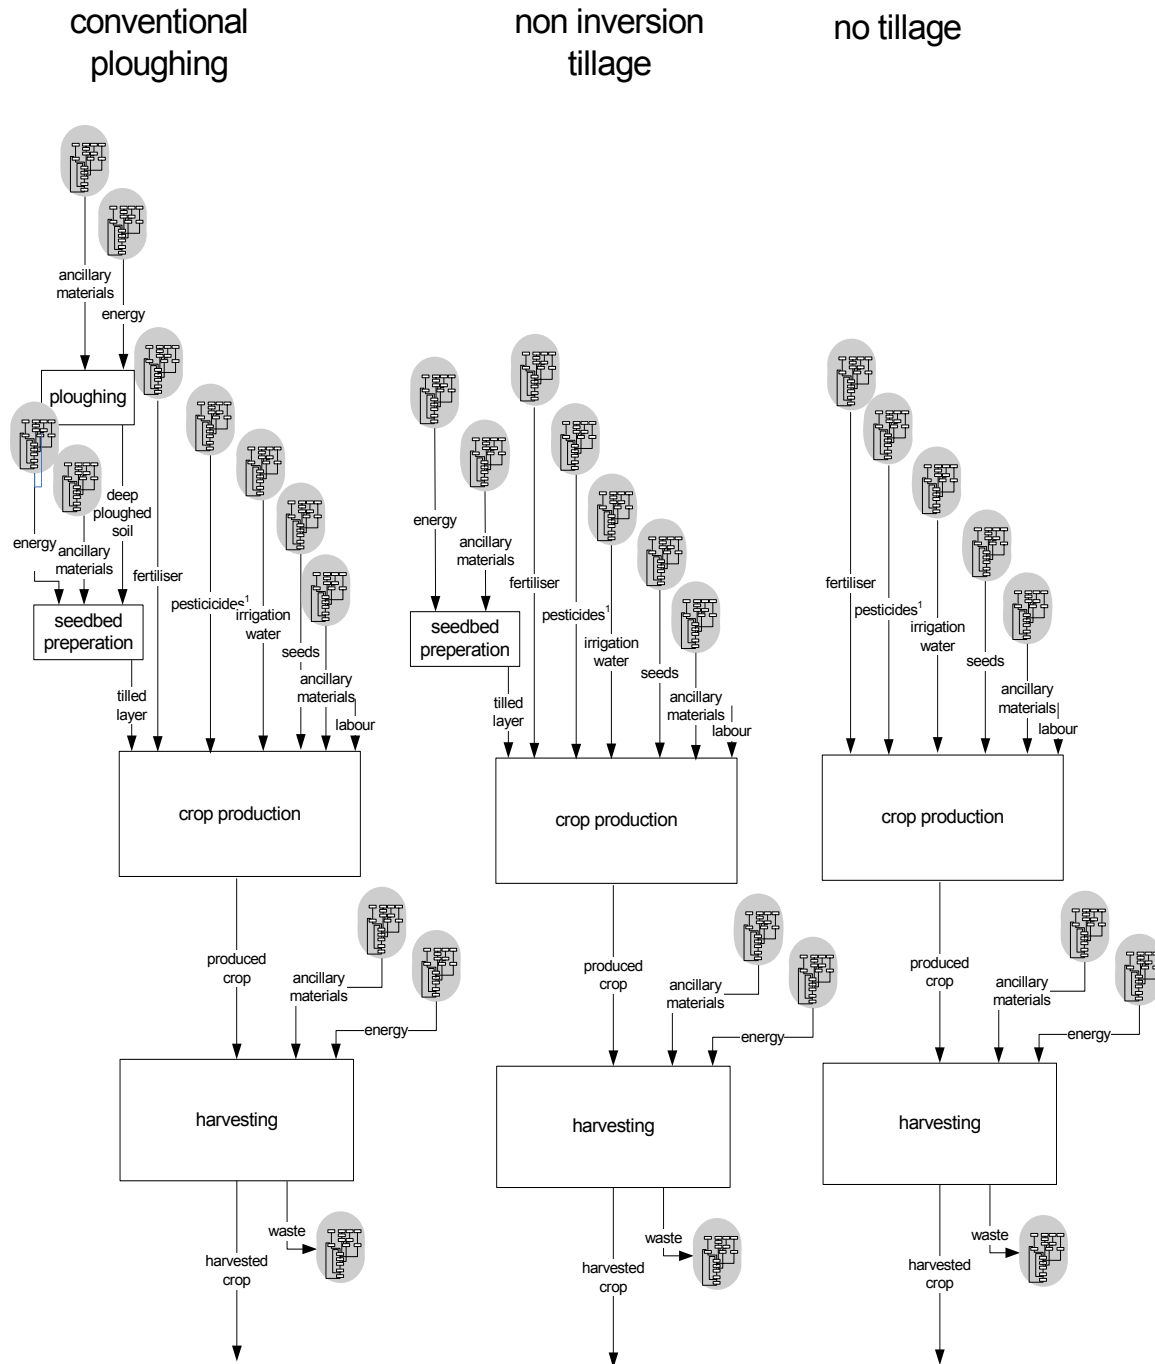 conventional
ploughing
non inversion
tillage
no tillage
ancillary
materials
energy
ploughing
deep
ploughed
soil
energy
ancillary
materials
fertiliser
pesticicides¹
irrigation
water
seeds
ancillary
materials
labour
seedbed
preperation
tilled
layer
crop production
produced
crop
ancillary
materials
energy
harvesting
waste
harvested
crop
energy
ancillary
materials
fertiliser
pesticides¹
irrigation
water
seeds
ancillary
materials
labour
seedbed
preperation
tilled
layer
crop production
produced
crop
ancillary
materials
energy
harvesting
waste
harvested
crop
fertiliser
pesticides¹
irrigation
water
seeds
ancillary
materials
labour
crop production
produced
crop
ancillary
materials
energy
harvesting
waste
harvested
crop